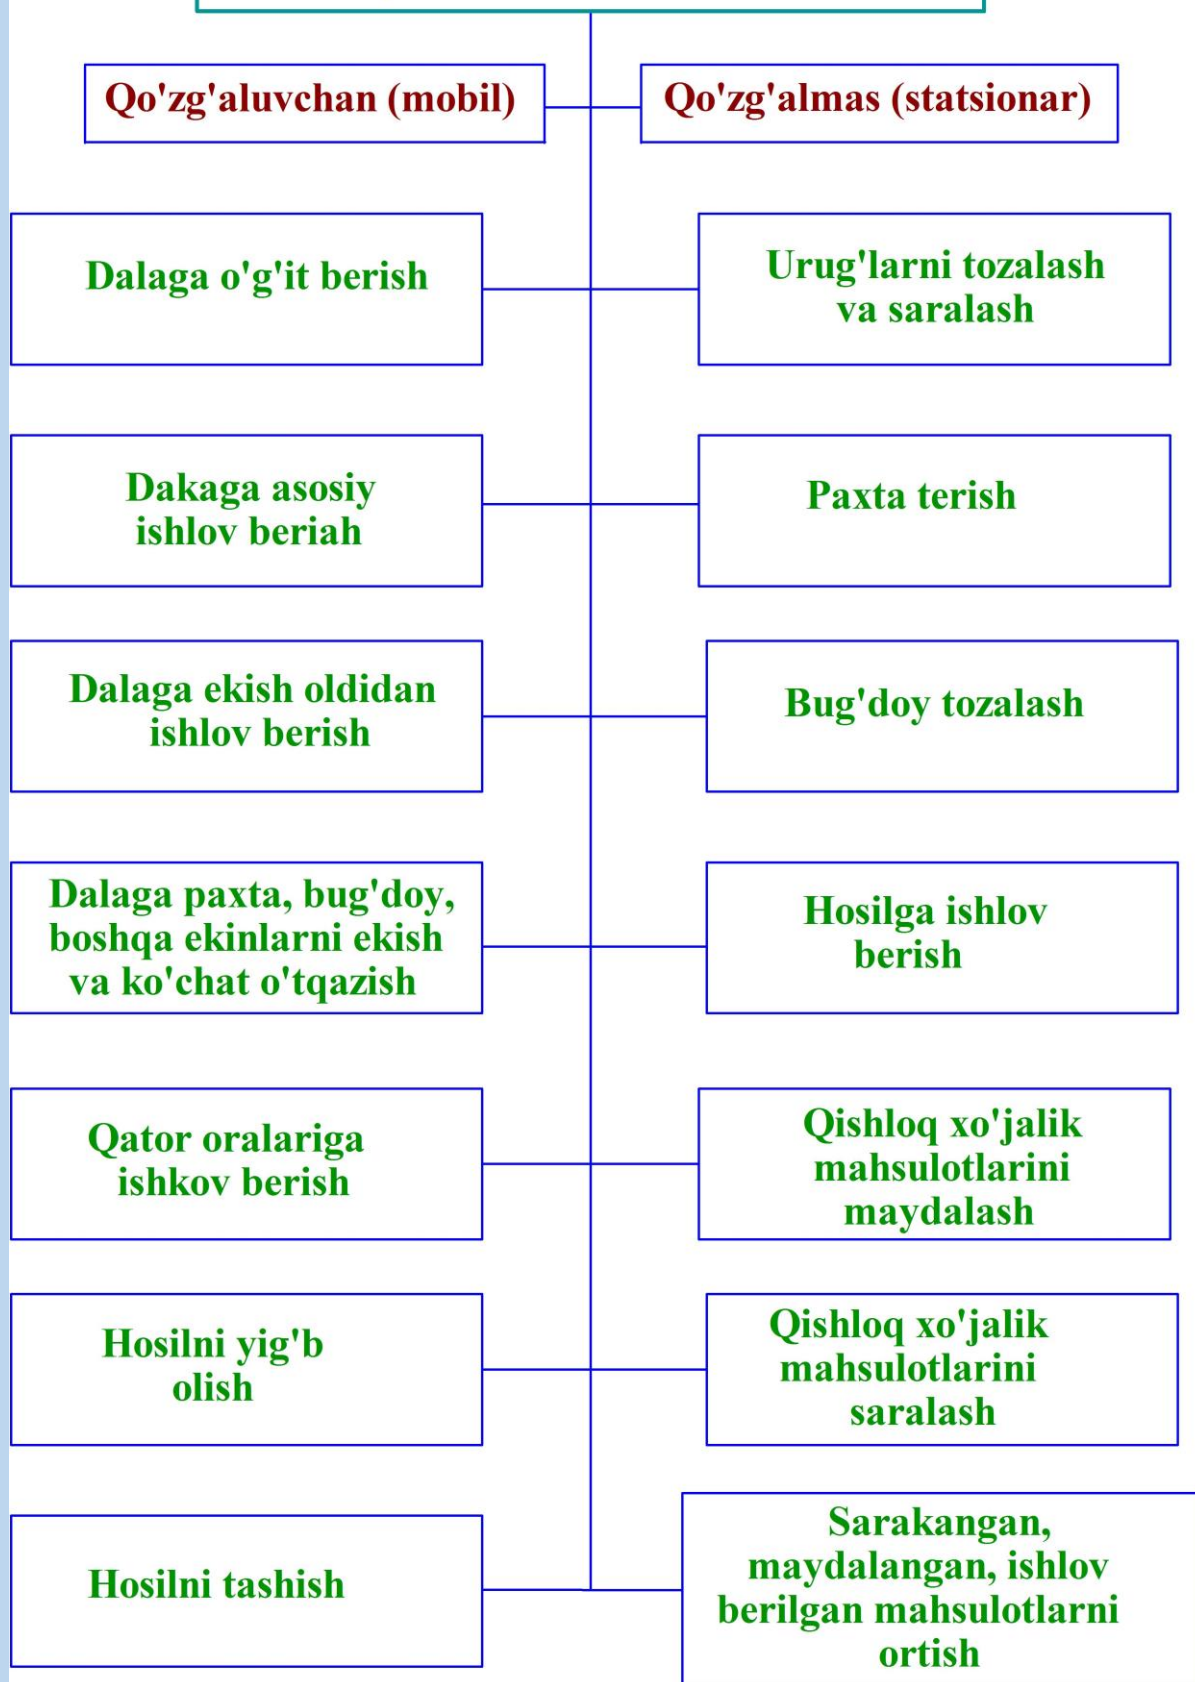 Qo'zg'aluvchan (mobil)
Qo'zg'almas (statsionar)
Dalaga o'g'it berish
Urug'larni tozalash
va saralash
Dakaga asosiy
ishlov beriah
Paxta terish
Dalaga ekish oldidan
ishlov berish
Bug'doy tozalash
Dalaga paxta, bug'doy,
boshqa ekinlarni ekish
va ko'chat o'tqazish
Hosilga ishlov
berish
Qator oralariga
ishkov berish
Qishloq xo'jalik
mahsulotlarini
maydalash
Hosilni yig'b
olish
Qishloq xo'jalik
mahsulotlarini
saralash
Hosilni tashish
Sarakangan,
maydalangan, ishlov
berilgan mahsulotlarni
ortish